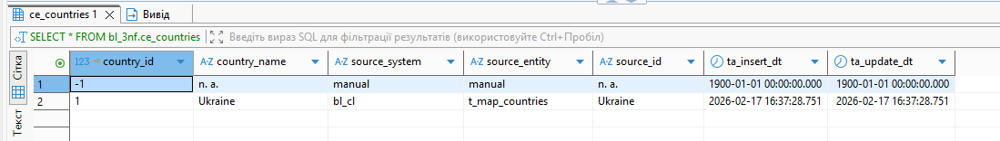 ce_countries 1 Вивід
SELECT * FROM bl_3nf.ce_countries Введіть вираз SQL для фільтрації результатів (використовуйте Ctrl+Пробіл)
Сітка
Текст
123 country_id A-Z country_name A-Z source_system A-Z source_entity A-Z source_id ta_insert_dt ta_update_dt
1 -1 n. a. manual manual n. a. 1900-01-01 00:00:00.000 1900-01-01 00:00:00.000
2 1 Ukraine bl_cl t_map_countries Ukraine 2026-02-17 16:37:28.751 2026-02-17 16:37:28.751